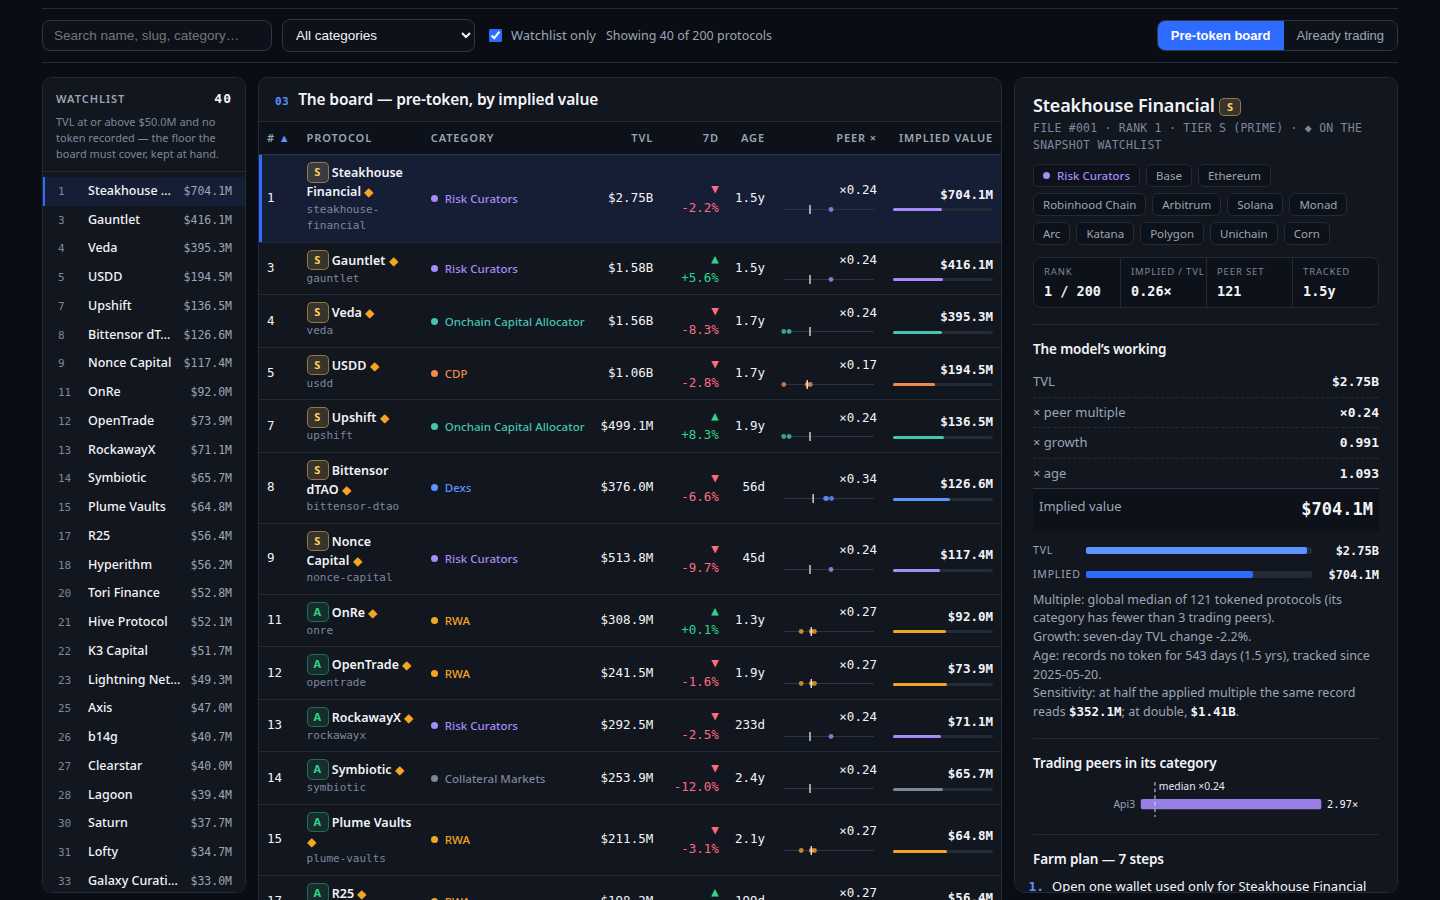 Search name, slug, category…
All categories
Watchlist only Showing 40 of 200 protocols
Pre-token board Already trading
WATCHLIST 40
TVL at or above $50.0M and no
token recorded — the floor the
board must cover, kept at hand.
1 Steakhouse ... $704.1M
3 Gauntlet $416.1M
4 Veda $395.3M
5 USDD $194.5M
7 Upshift $136.5M
8 Bittensor dT... $126.6M
9 Nonce Capital $117.4M
11 OnRe $92.0M
12 OpenTrade $73.9M
13 RockawayX $71.1M
14 Symbiotic $65.7M
15 Plume Vaults $64.8M
17 R25 $56.4M
18 Hyperithm $56.2M
20 Tori Finance $52.8M
21 Hive Protocol $52.1M
22 K3 Capital $51.7M
23 Lightning Net... $49.3M
25 Axis $47.0M
26 b14g $40.7M
27 Clearstar $40.0M
28 Lagoon $39.4M
30 Saturn $37.7M
31 Lofty $34.7M
33 Galaxy Curati... $33.0M
03 The board — pre-token, by implied value
# ▲ PROTOCOL CATEGORY TVL 7D AGE PEER × IMPLIED VALUE
1 S Steakhouse Financial ◆ steakhouse-financial Risk Curators $2.75B ▼ -2.2% 1.5y ×0.24 $704.1M
3 S Gauntlet ◆ gauntlet Risk Curators $1.58B ▲ +5.6% 1.5y ×0.24 $416.1M
4 S Veda ◆ veda Onchain Capital Allocator $1.56B ▼ -8.3% 1.7y ×0.24 $395.3M
5 S USDD ◆ usdd CDP $1.06B ▼ -2.8% 1.7y ×0.17 $194.5M
7 S Upshift ◆ upshift Onchain Capital Allocator $499.1M ▲ +8.3% 1.9y ×0.24 $136.5M
8 S Bittensor dTAO ◆ bittensor-dtao Dexs $376.0M ▼ -6.6% 56d ×0.34 $126.6M
9 S Nonce Capital ◆ nonce-capital Risk Curators $513.8M ▼ -9.7% 45d ×0.24 $117.4M
11 A OnRe ◆ onre RWA $308.9M ▲ +0.1% 1.3y ×0.27 $92.0M
12 A OpenTrade ◆ opentrade RWA $241.5M ▼ -1.6% 1.9y ×0.27 $73.9M
13 A RockawayX ◆ rockawayx Risk Curators $292.5M ▼ -2.5% 233d ×0.24 $71.1M
14 A Symbiotic ◆ symbiotic Collateral Markets $253.9M ▼ -12.0% 2.4y ×0.24 $65.7M
15 A Plume Vaults ◆ plume-vaults RWA $211.5M ▼ -3.1% 2.1y ×0.27 $64.8M
A R25 ◆ ▲ ×0.27
Steakhouse Financial S
FILE #001 · RANK 1 · TIER S (PRIME) · ◆ ON THE
SNAPSHOT WATCHLIST
Risk Curators Base Ethereum
Robinhood Chain Arbitrum Solana Monad
Arc Katana Polygon Unichain Corn
RANK IMPLIED / TVL PEER SET TRACKED
1 / 200 0.26× 121 1.5y
The model's working
TVL $2.75B
× peer multiple ×0.24
× growth 0.991
× age 1.093
Implied value $704.1M
TVL $2.75B
IMPLIED $704.1M
Multiple: global median of 121 tokened protocols (its
category has fewer than 3 trading peers).
Growth: seven-day TVL change -2.2%.
Age: records no token for 543 days (1.5 yrs), tracked since
2025-05-20.
Sensitivity: at half the applied multiple the same record
reads $352.1M; at double, $1.41B.
Trading peers in its category
median ×0.24
Api3 2.97×
Farm plan — 7 steps
1. Open one wallet used only for Steakhouse Financial